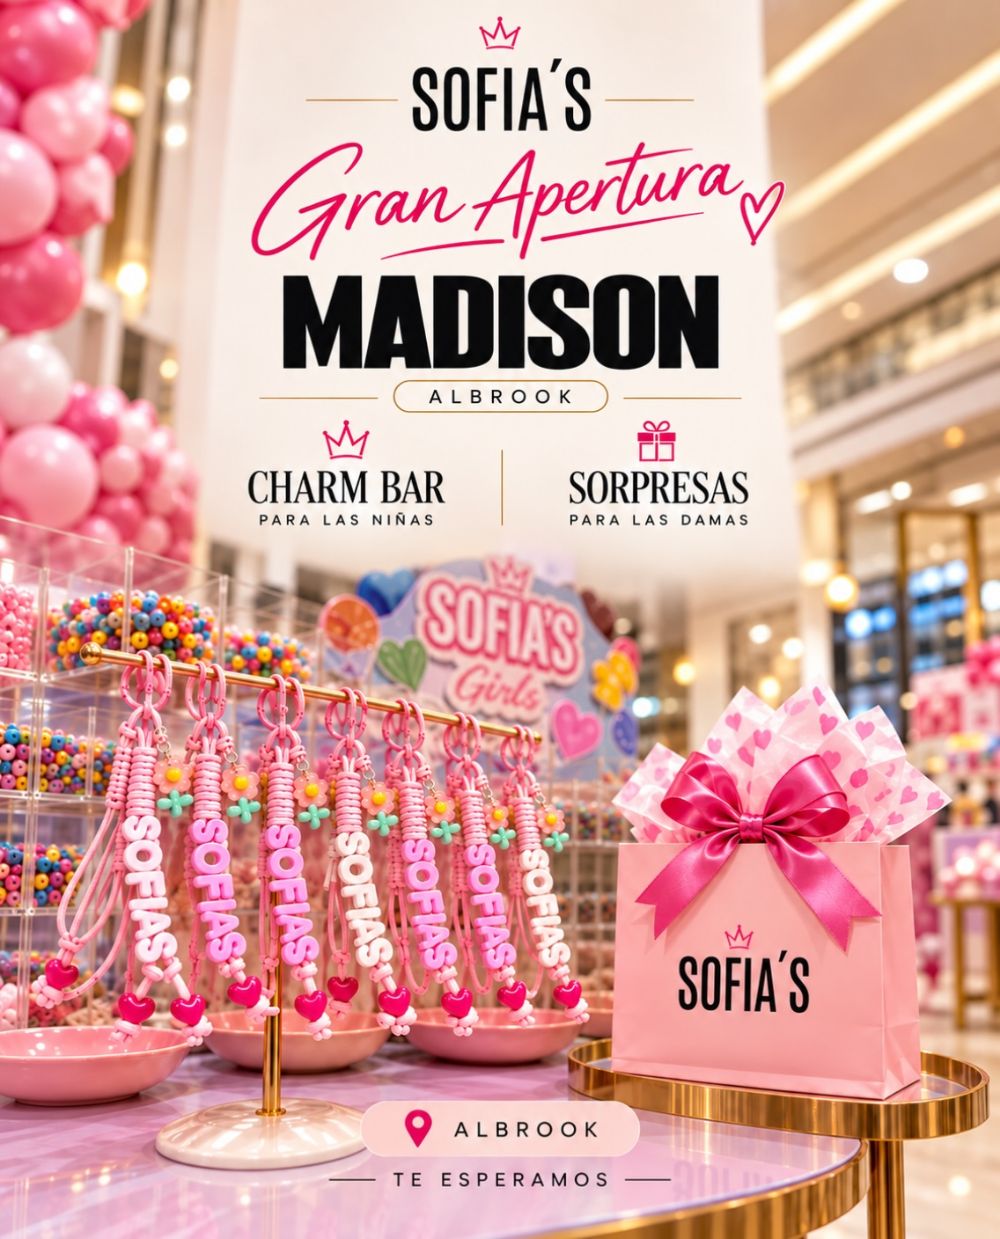 SOFIA´S
Gran Apertura
MADISON
ALBROOK
CHARM BAR
PARA LAS NIÑAS
SORPRESAS
PARA LAS DAMAS
SOFIA'S
Girls
SOFIAS
SOFIAS
SOFIAS
SOFIAS
SOFIAS
SOFIAS
SOFIAS
SOFIA´S
ALBROOK
TE ESPERAMOS